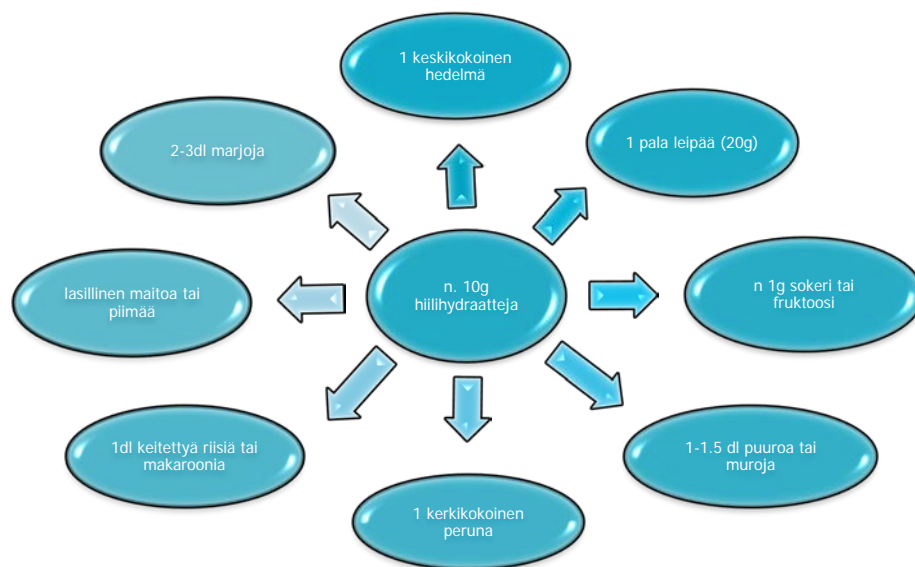 1 keskikokoinen
hedelmä
1 pala leipää (20g)
n 1g sokeri tai
fruktoosi
1-1.5 dl puuroa tai
muroja
1 kerkikokoinen
peruna
1dl keitettyä riisiä tai
makaroonia
lasillinen maitoa tai
piimää
2-3dl marjoja
n. 10g
hiilihydraatteja